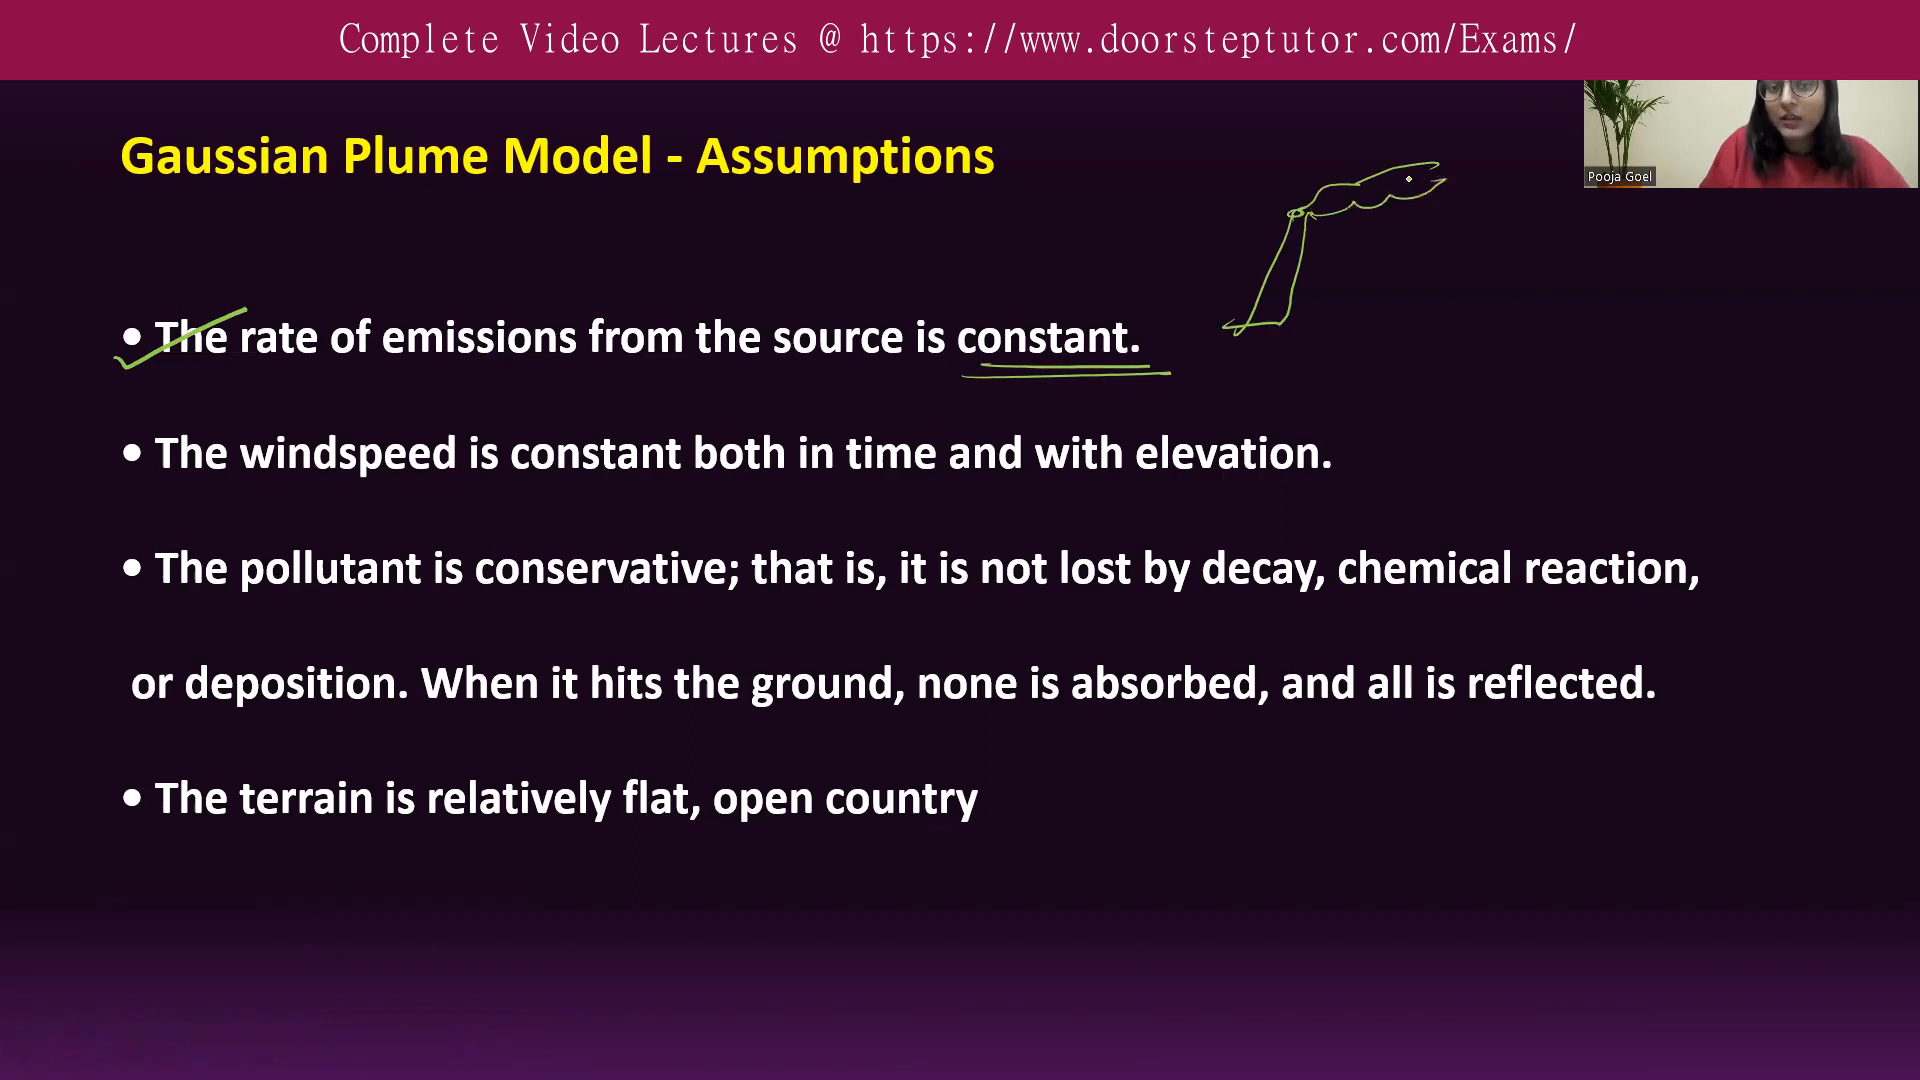 Complete Video Lectures @ https://www.doorsteptutor.com/Exams/
Pooja Goel
Gaussian Plume Model - Assumptions
• The rate of emissions from the source is constant.
• The windspeed is constant both in time and with elevation.
• The pollutant is conservative; that is, it is not lost by decay, chemical reaction,
or deposition. When it hits the ground, none is absorbed, and all is reflected.
• The terrain is relatively flat, open country